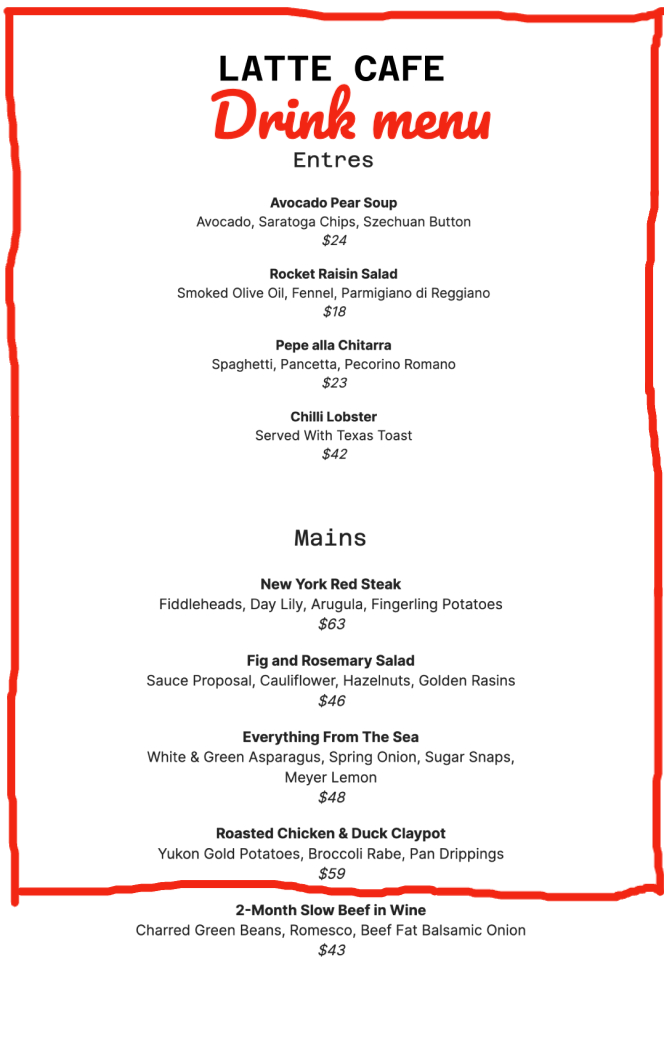 LATTE CAFE
Drink menu
Entres
Avocado Pear Soup
Avocado, Saratoga Chips, Szechuan Button
$24
Rocket Raisin Salad
Smoked Olive Oil, Fennel, Parmigiano di Reggiano
$18
Pepe alla Chitarra
Spaghetti, Pancetta, Pecorino Romano
$23
Chilli Lobster
Served With Texas Toast
$42
Mains
New York Red Steak
Fiddleheads, Day Lily, Arugula, Fingerling Potatoes
$63
Fig and Rosemary Salad
Sauce Proposal, Cauliflower, Hazelnuts, Golden Rasins
$46
Everything From The Sea
White & Green Asparagus, Spring Onion, Sugar Snaps,
Meyer Lemon
$48
Roasted Chicken & Duck Claypot
Yukon Gold Potatoes, Broccoli Rabe, Pan Drippings
$59
2-Month Slow Beef in Wine
Charred Green Beans, Romesco, Beef Fat Balsamic Onion
$43